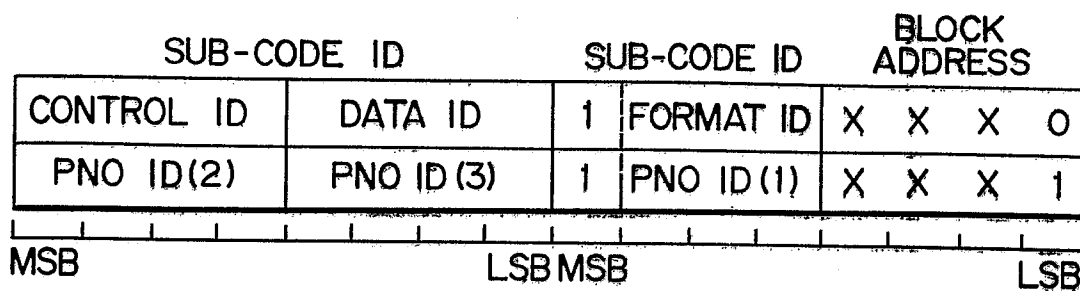 SUB-CODE ID SUB-CODE ID BLOCK ADDRESS
CONTROL ID DATA ID 1 FORMAT ID X X X 0
PNO ID(2) PNO ID(3) 1 PNO ID(1) X X X 1
MSB LSB MSB LSB